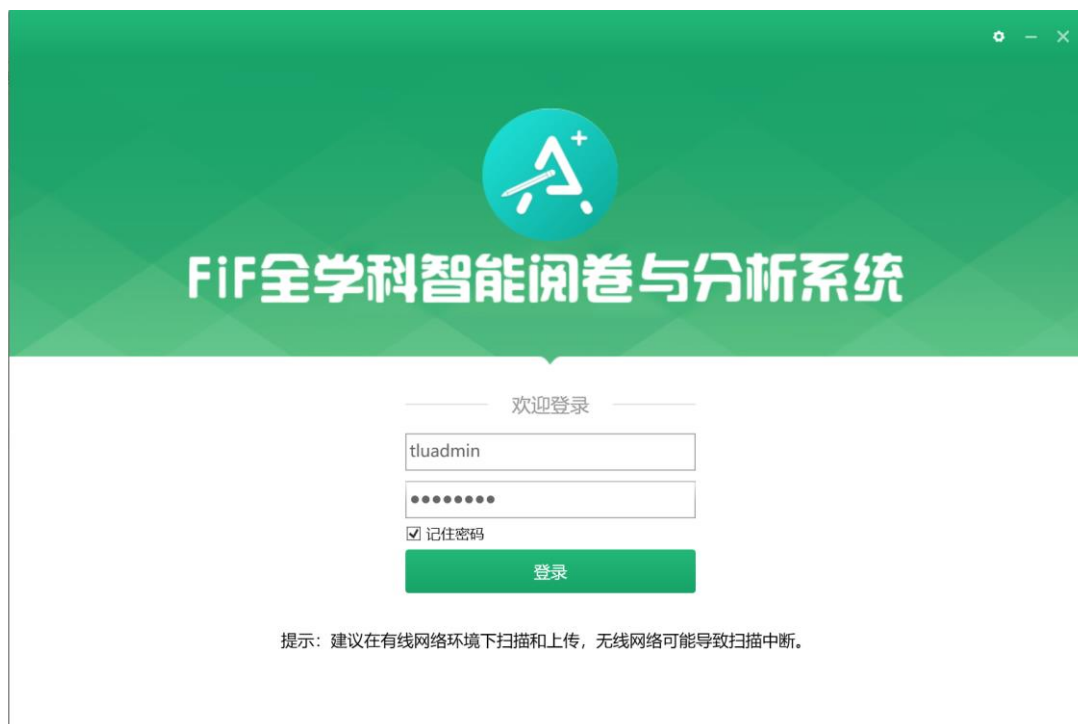 FiF全学科智能阅卷与分析系统
欢迎登录
tluadmin
●●●●●●●●
记住密码
登录
提示：建议在有线网络环境下扫描和上传，无线网络可能导致扫描中断。